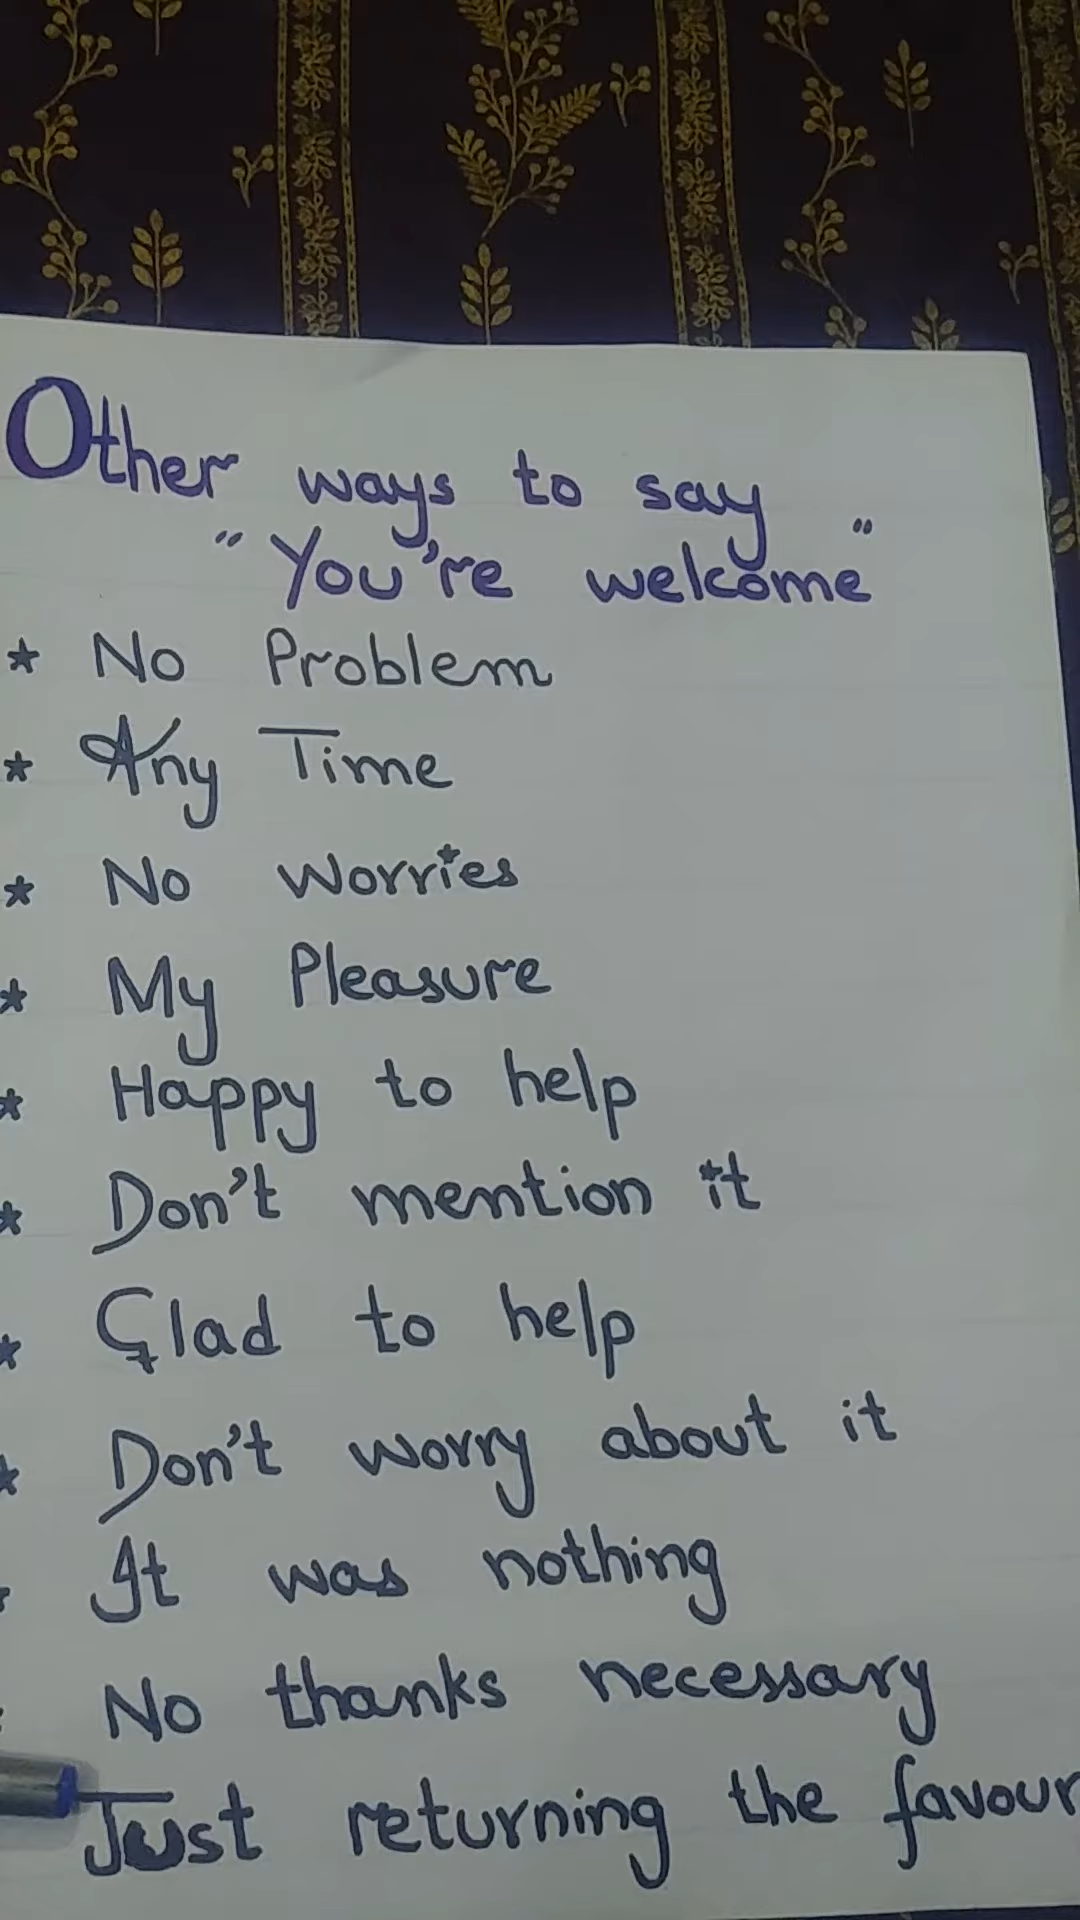 Other ways to say
"You're welcome"
* No Problem
* Any Time
* No Worries
* My Pleasure
* Happy to help
* Don't mention it
* Glad to help
* Don't worry about it
* It was nothing
* No thanks necessary
Just returning the favour